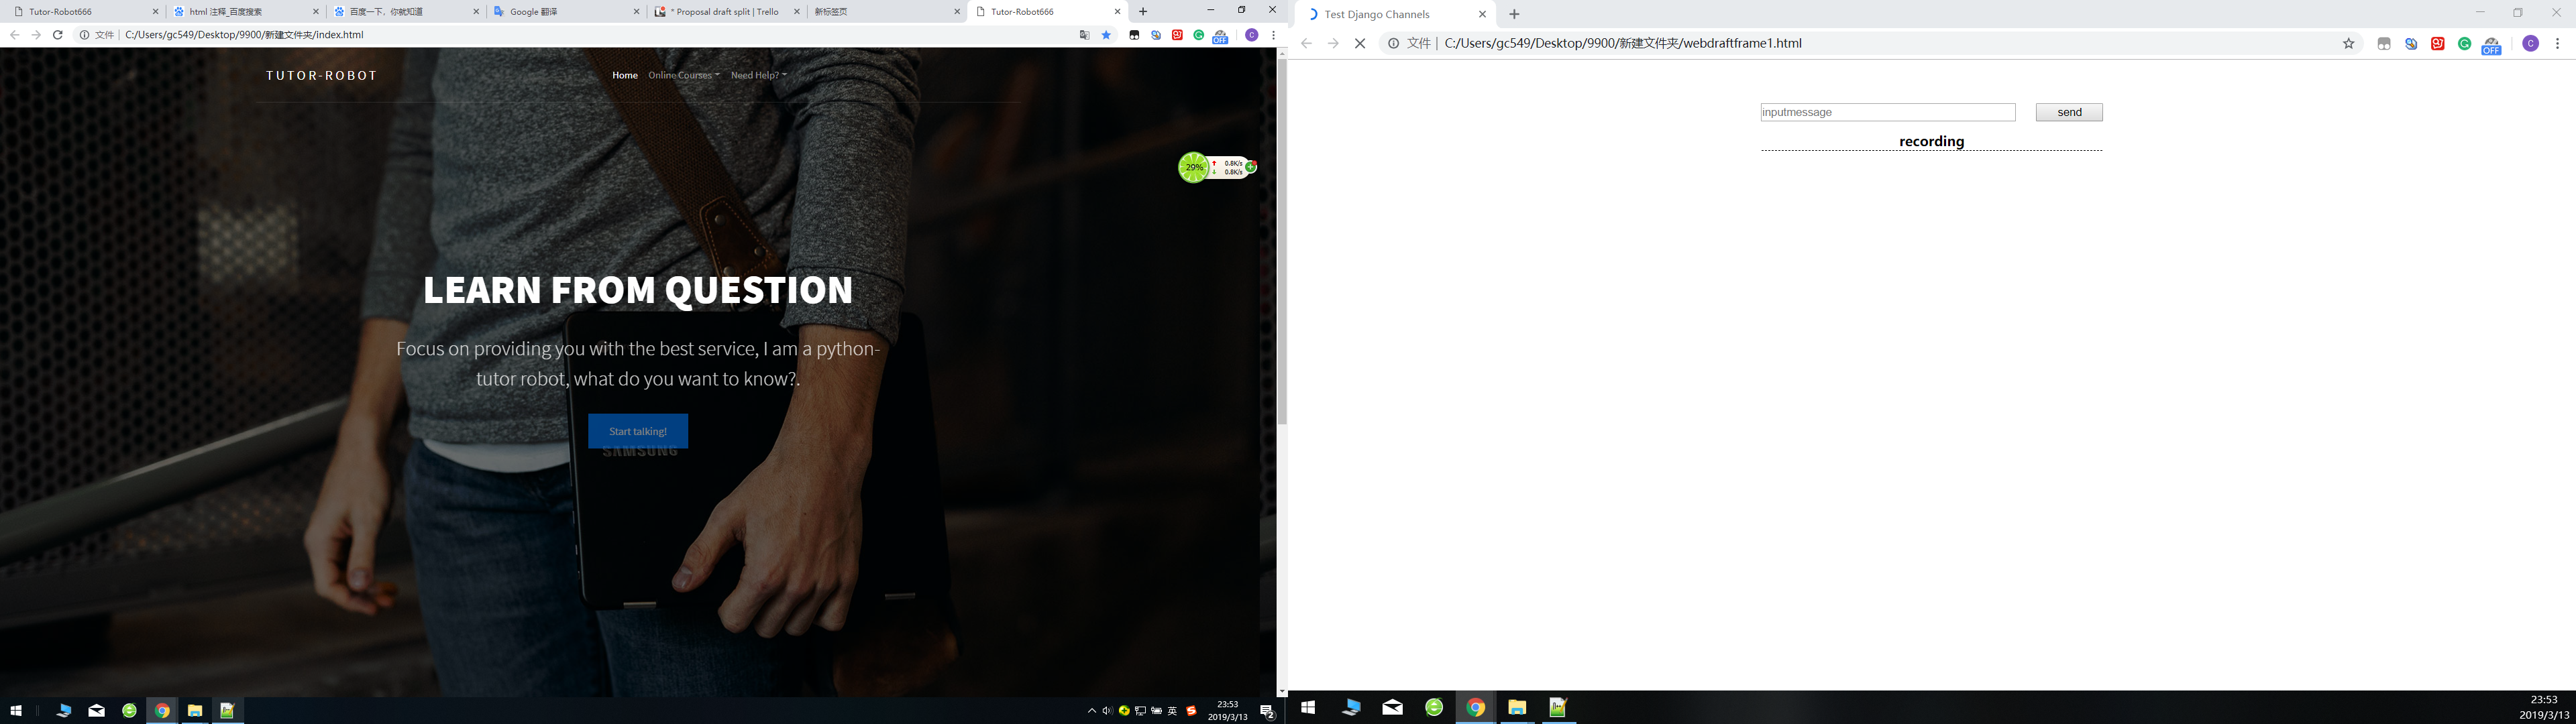 Tutor-Robot666
html 注释_百度搜索
百度一下，你就知道
Google 翻译
* Proposal draft split | Trello
新标签页
Tutor-Robot666
文件 | C:/Users/gc549/Desktop/9900/新建文件夹/index.html
OFF
C
TUTOR-ROBOT
Home
Online Courses
Need Help?
29%
0.8K/s
0.8K/s
LEARN FROM QUESTION
Focus on providing you with the best service, I am a python-
tutor robot, what do you want to know?.
Start talking!
SAMSUNG
英
23:53
2019/3/13
2
Test Django Channels
文件 | C:/Users/gc549/Desktop/9900/新建文件夹/webdraftframe1.html
OFF
C
inputmessage
send
recording
23:53
2019/3/13